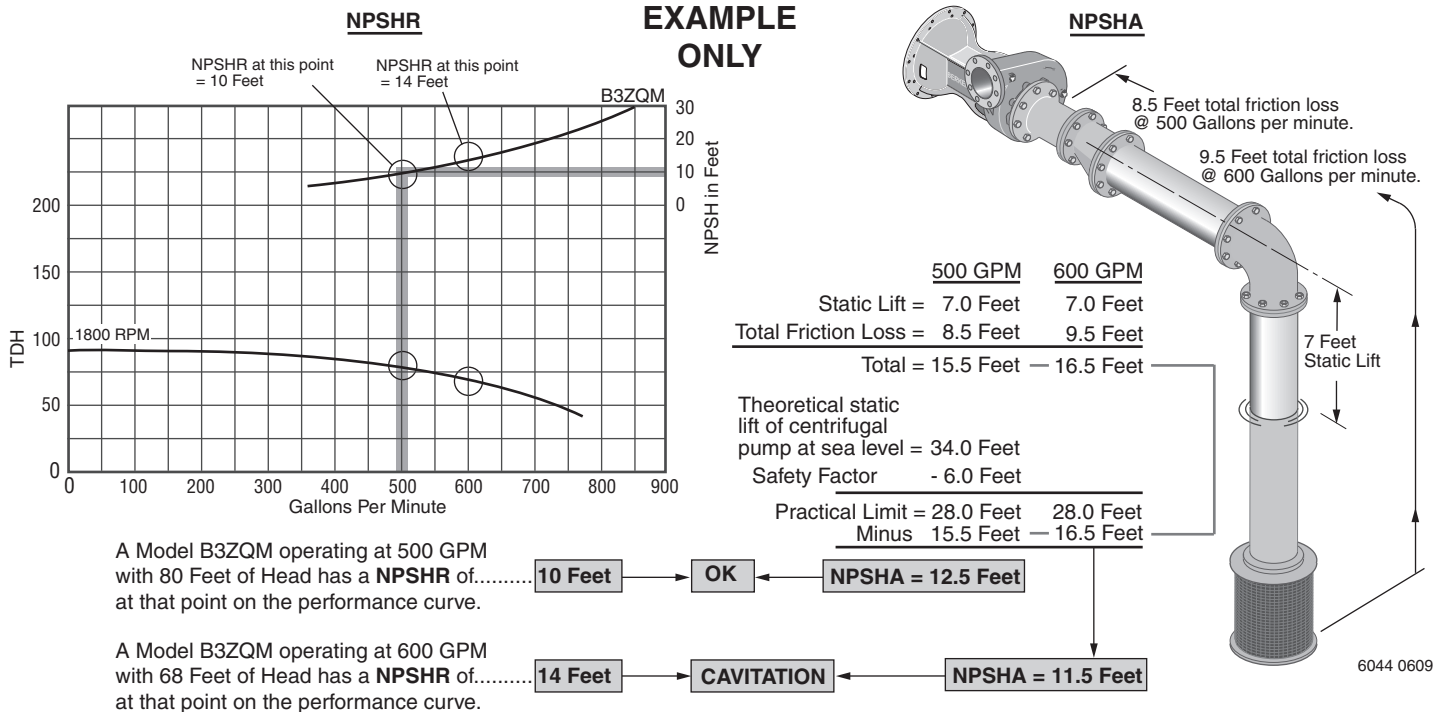 NPSHR
EXAMPLE
ONLY
NPSHA
NPSHR at this point
= 10 Feet
NPSHR at this point
= 14 Feet
B3ZQM
30
20
10
0
NPSH in Feet
200
150
100
50
0
TDH
1800 RPM
0 100 200 300 400 500 600 700 800 900
Gallons Per Minute
8.5 Feet total friction loss
@ 500 Gallons per minute.
9.5 Feet total friction loss
@ 600 Gallons per minute.
7 Feet
Static Lift
500 GPM 600 GPM
Static Lift = 7.0 Feet 7.0 Feet
Total Friction Loss = 8.5 Feet 9.5 Feet
Total = 15.5 Feet 16.5 Feet
Theoretical static
lift of centrifugal
pump at sea level = 34.0 Feet
Safety Factor - 6.0 Feet
Practical Limit = 28.0 Feet 28.0 Feet
Minus 15.5 Feet 16.5 Feet
A Model B3ZQM operating at 500 GPM
with 80 Feet of Head has a NPSHR of.......... 10 Feet OK NPSHA = 12.5 Feet
at that point on the performance curve.
A Model B3ZQM operating at 600 GPM
with 68 Feet of Head has a NPSHR of.......... 14 Feet CAVITATION NPSHA = 11.5 Feet
at that point on the performance curve.
6044 0609